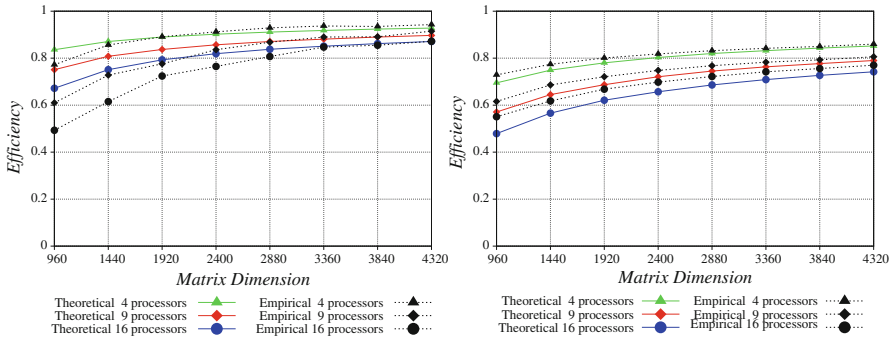 1
0.8
0.6
0.4
0.2
0
Efficiency
960 1440 1920 2400 2880 3360 3840 4320
Matrix Dimension
Theoretical 4 processors
Theoretical 9 processors
Theoretical 16 processors
Empirical 4 processors
Empirical 9 processors
Empirical 16 processors
1
0.8
0.6
0.4
0.2
0
Efficiency
960 1440 1920 2400 2880 3360 3840 4320
Matrix Dimension
Theoretical 4 processors
Theoretical 9 processors
Theoretical 16 processors
Empirical 4 processors
Empirical 9 processors
Empirical 16 processors